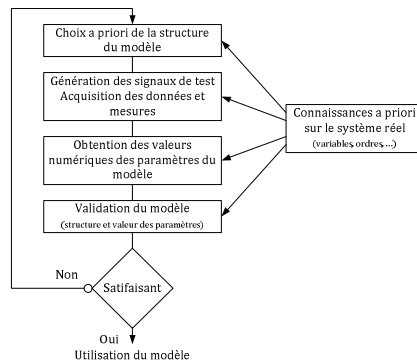 Choix a priori de la structure
du modèle
Génération des signaux de test
Acquisition des données et
mesures
Connaissances a priori
sur le système réel
(variables, ordres, ...)
Obtention des valeurs
numériques des paramètres du
modèle
Validation du modèle
(structure et valeur des paramètres)
Non
Satifaisant
Oui
Utilisation du modèle